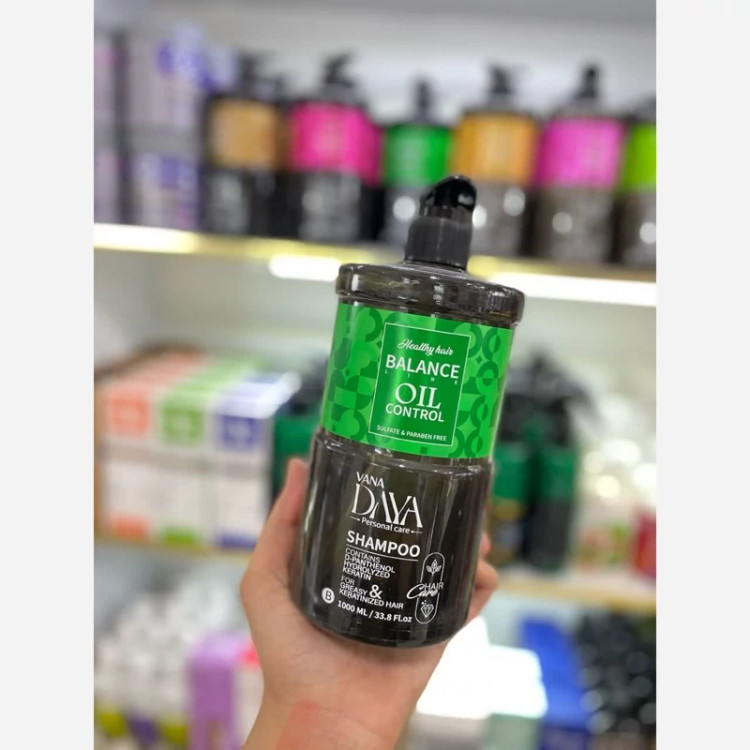 Healthy hair
BALANCE
LINE
OIL
CONTROL
SULFATE & PARABEN FREE
VANA
DAYA
Personal care
SHAMPOO
CONTAINS
D-PANTHENOL
HYDROLYZED
KERATIN
FOR
GREASY &
KERATINIZED HAIR
B
1000 ML / 33.8 Fl.oz
HAIR
Care